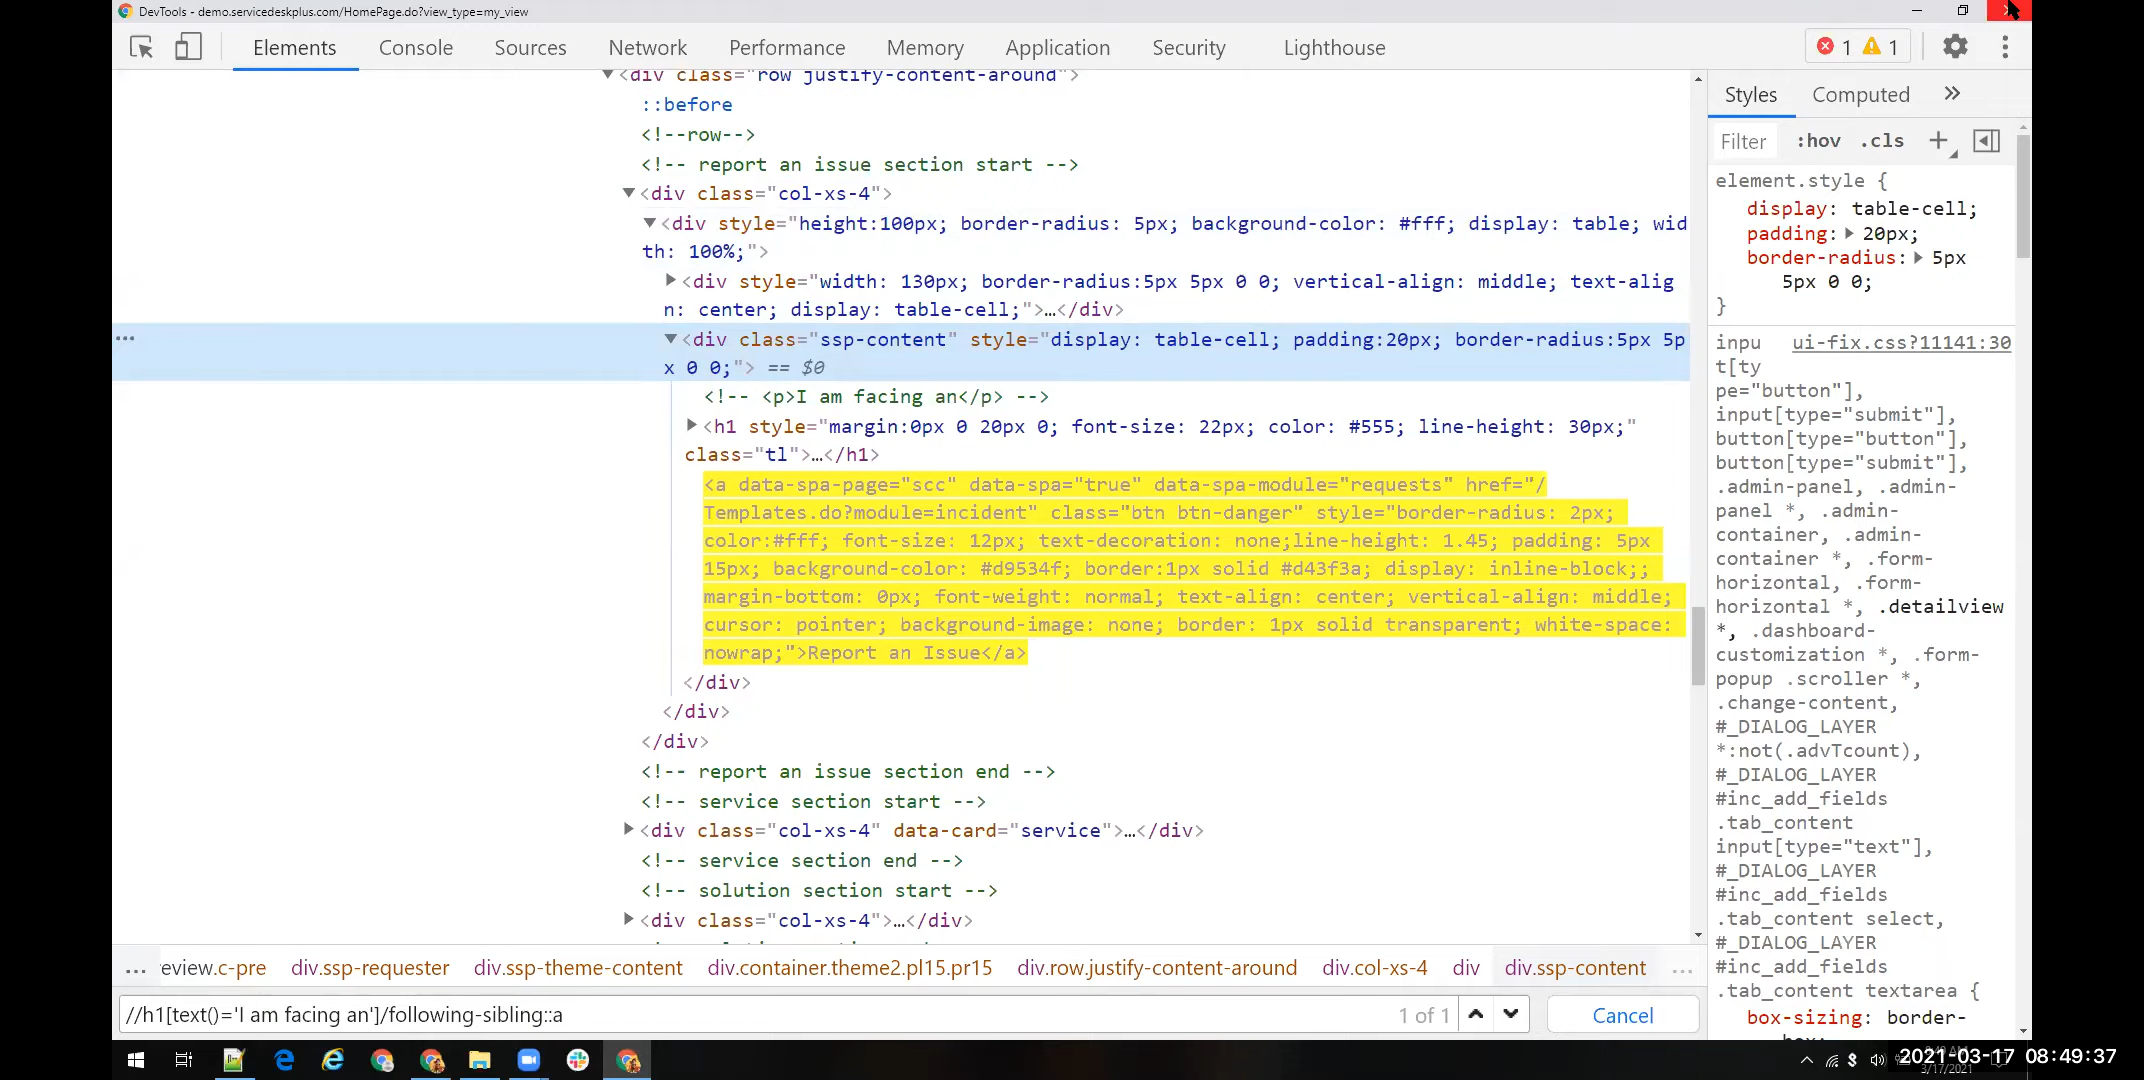 DevTools - demo.servicedeskplus.com/HomePage.do?view_type=my_view
Elements Console Sources Network Performance Memory Application Security Lighthouse 1 1
<div class="row justify-content-around">
::before
<!--row-->
<!-- report an issue section start -->
<div class="col-xs-4">
<div style="height:100px; border-radius: 5px; background-color: #fff; display: table; wid
th: 100%;">
<div style="width: 130px; border-radius:5px 5px 0 0; vertical-align: middle; text-alig
n: center; display: table-cell;">…</div>
<div class="ssp-content" style="display: table-cell; padding:20px; border-radius:5px 5p
x 0 0;"> == $0
<!-- <p>I am facing an</p> -->
<h1 style="margin:0px 0 20px 0; font-size: 22px; color: #555; line-height: 30px;"
class="tl">…</h1>
<a data-spa-page="scc" data-spa="true" data-spa-module="requests" href="/
Templates.do?module=incident" class="btn btn-danger" style="border-radius: 2px;
color:#fff; font-size: 12px; text-decoration: none;line-height: 1.45; padding: 5px
15px; background-color: #d9534f; border:1px solid #d43f3a; display: inline-block;;
margin-bottom: 0px; font-weight: normal; text-align: center; vertical-align: middle;
cursor: pointer; background-image: none; border: 1px solid transparent; white-space:
nowrap;">Report an Issue</a>
</div>
</div>
</div>
<!-- report an issue section end -->
<!-- service section start -->
<div class="col-xs-4" data-card="service">…</div>
<!-- service section end -->
<!-- solution section start -->
<div class="col-xs-4">…</div>
... eview.c-pre div.ssp-requester div.ssp-theme-content div.container.theme2.pl15.pr15 div.row.justify-content-around div.col-xs-4 div div.ssp-content ...
//h1[text()='I am facing an']/following-sibling::a 1 of 1 Cancel
Styles Computed
Filter :hov .cls
element.style {
display: table-cell;
padding: 20px;
border-radius: 5px
5px 0 0;
}
inpu ui-fix.css?11141:30
t[ty
pe="button"],
input[type="submit"],
button[type="button"],
button[type="submit"],
.admin-panel, .admin-
panel *, .admin-
container, .admin-
container *, .form-
horizontal, .form-
horizontal *, .detailview
*, .dashboard-
customization *, .form-
popup .scroller *,
.change-content,
#_DIALOG_LAYER
*:not(.advTcount),
#_DIALOG_LAYER
#inc_add_fields
.tab_content
input[type="text"],
#_DIALOG_LAYER
#inc_add_fields
.tab_content select,
#_DIALOG_LAYER
#inc_add_fields
.tab_content textarea {
box-sizing: border-
2021-03-17 08:49:37
3/17/2021